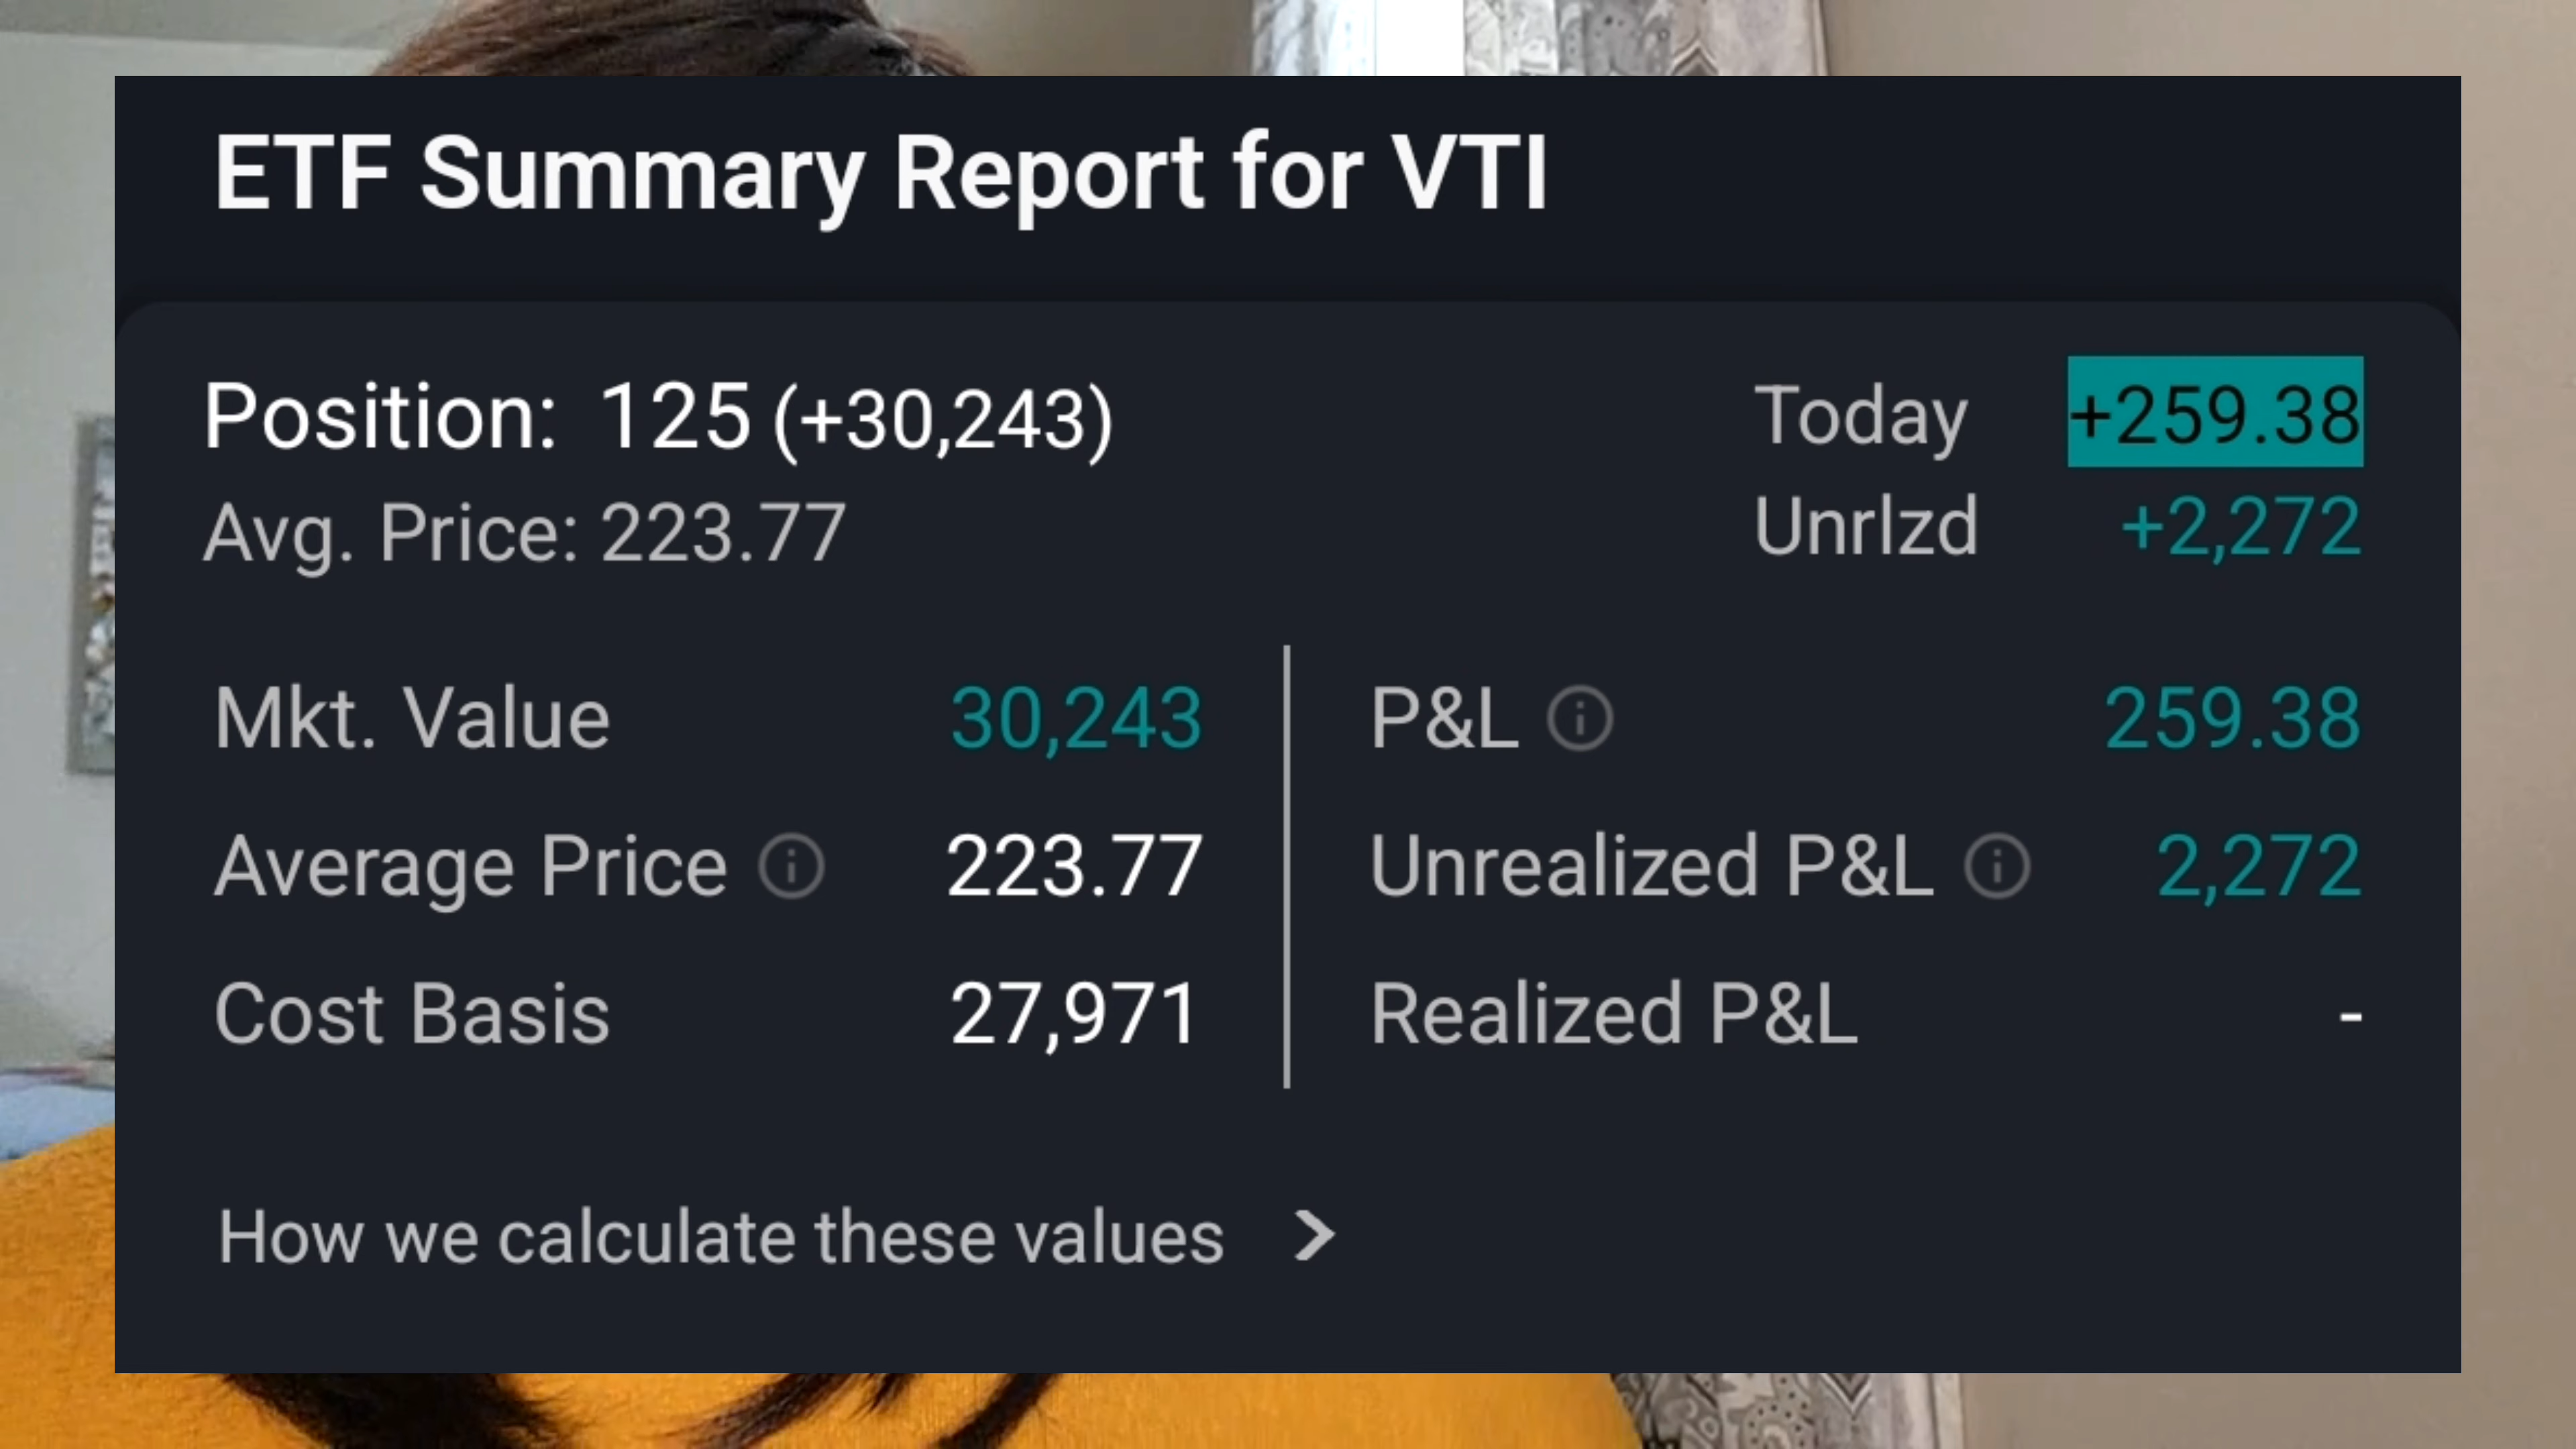 ETF Summary Report for VTI
Position: 125 (+30,243)
Today +259.38
Avg. Price: 223.77
Unrlzd +2,272
Mkt. Value 30,243
Average Price 223.77
Cost Basis 27,971
P&L 259.38
Unrealized P&L 2,272
Realized P&L -
How we calculate these values